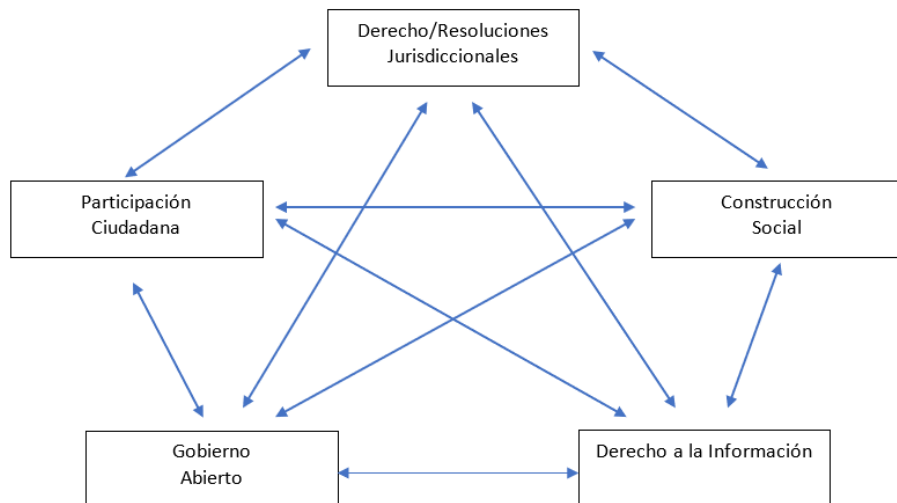 Derecho/Resoluciones
Jurisdiccionales
Participación
Ciudadana
Construcción
Social
Gobierno
Abierto
Derecho a la Información